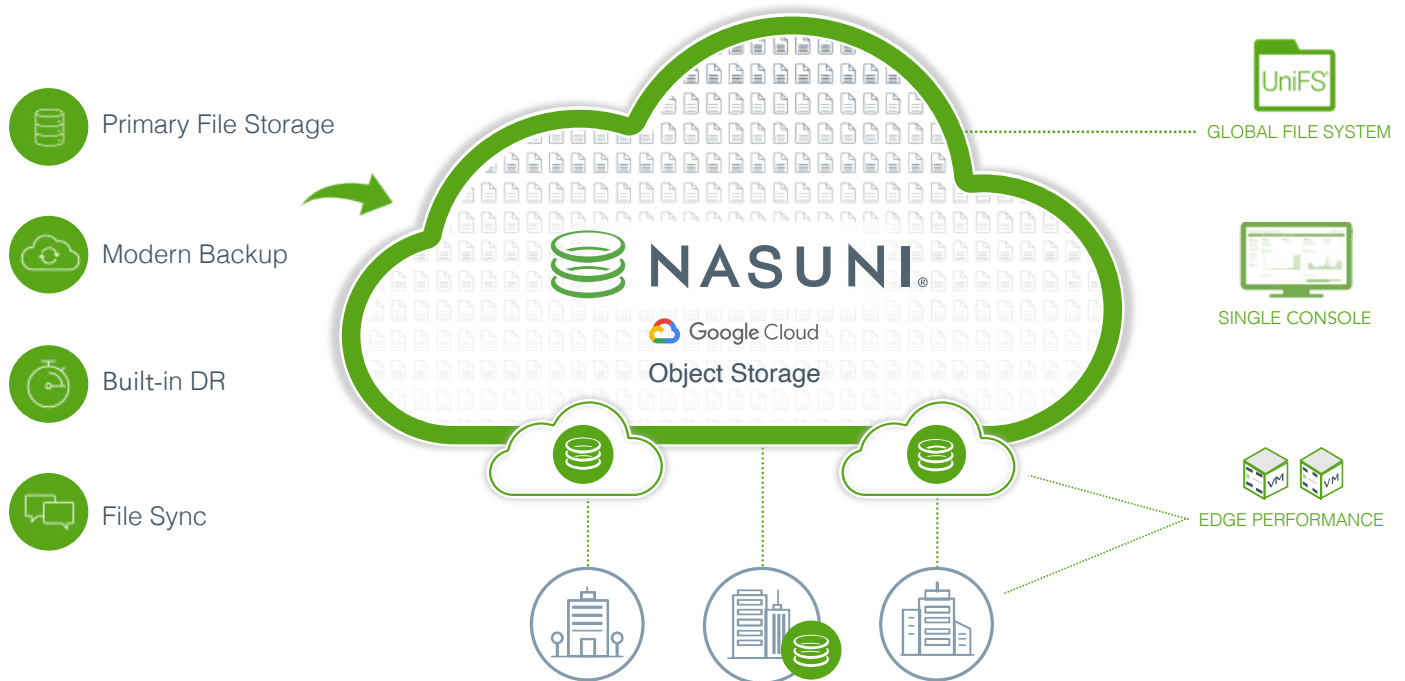 Primary File Storage
Modern Backup
Built-in DR
File Sync
NASUNI®
Google Cloud
Object Storage
UniFS®
GLOBAL FILE SYSTEM
SINGLE CONSOLE
VM
VM
EDGE PERFORMANCE